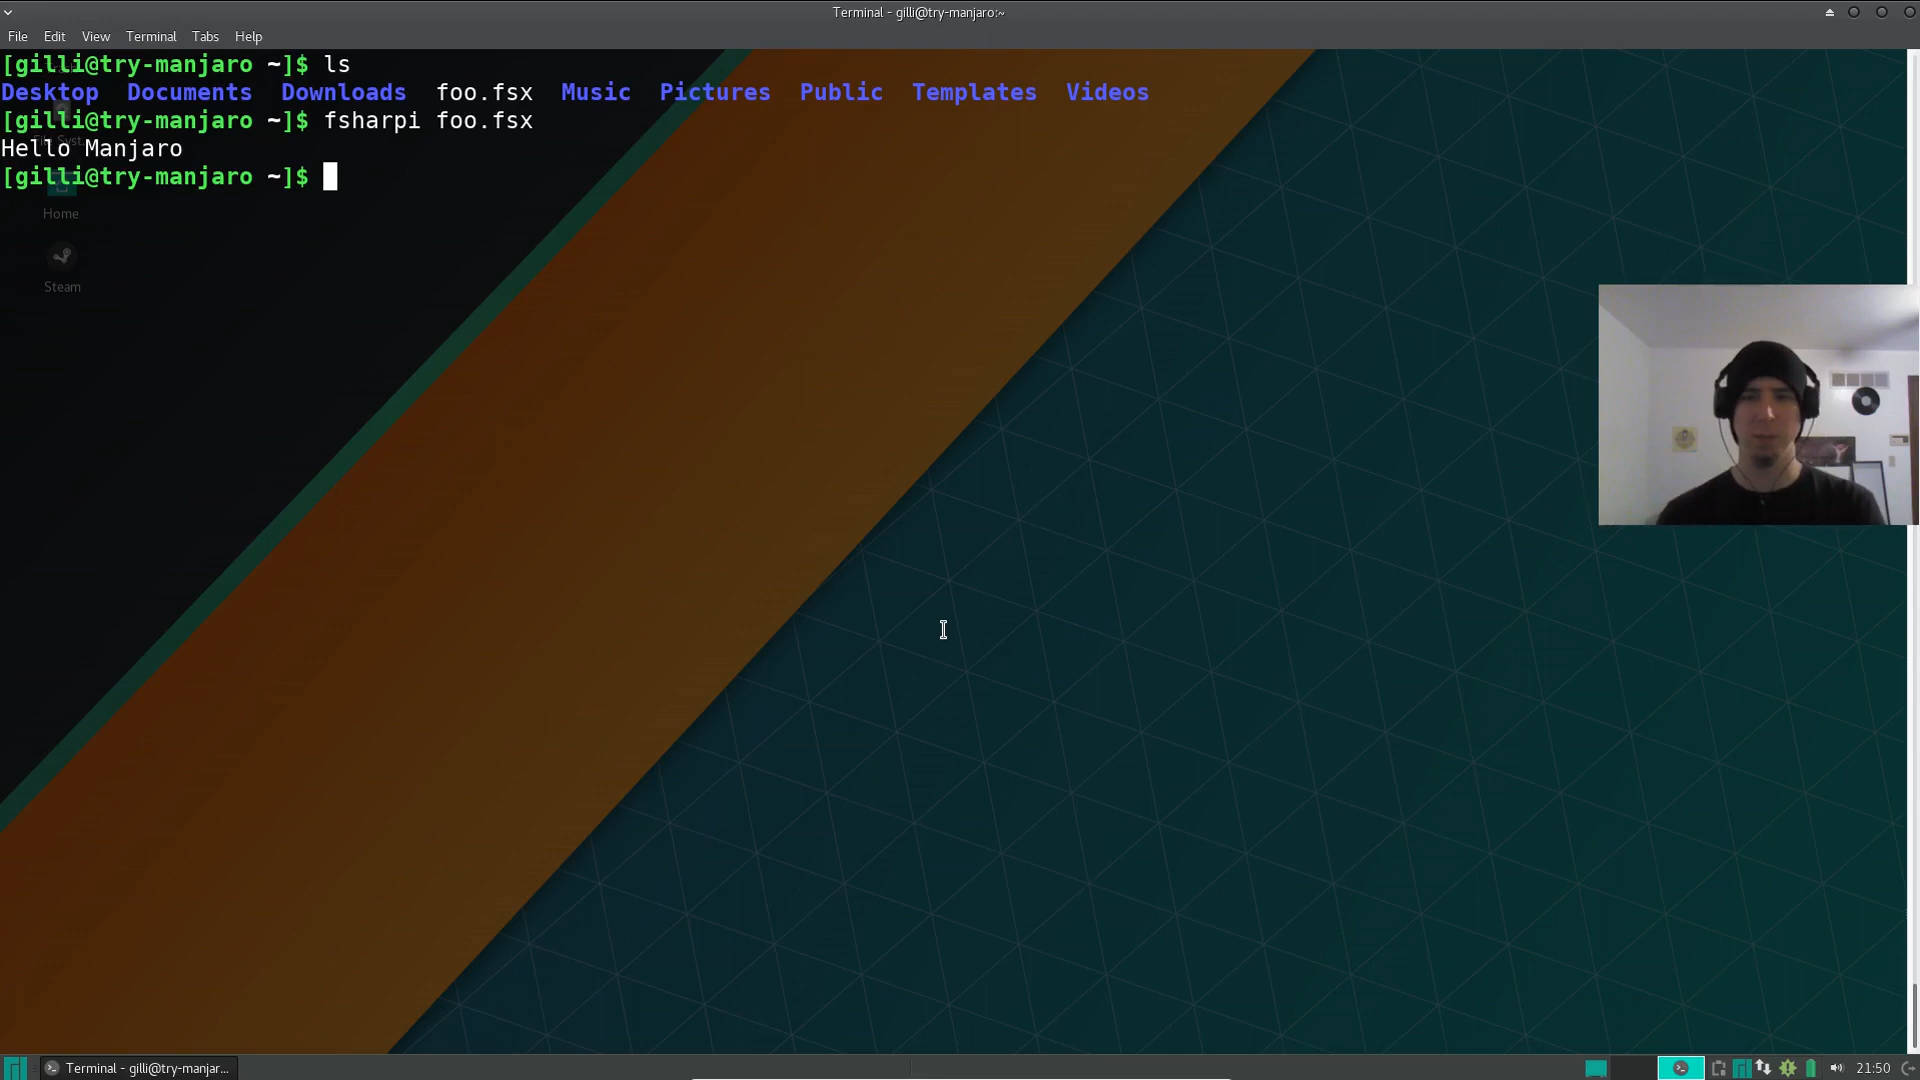 Terminal - gilli@try-manjaro:~
File Edit View Terminal Tabs Help
[gilli@try-manjaro ~]$ ls
Desktop Documents Downloads foo.fsx Music Pictures Public Templates Videos
[gilli@try-manjaro ~]$ fsharpi foo.fsx
Hello Manjaro
[gilli@try-manjaro ~]$
Home
Steam
Terminal - gilli@try-manjar...
21:50